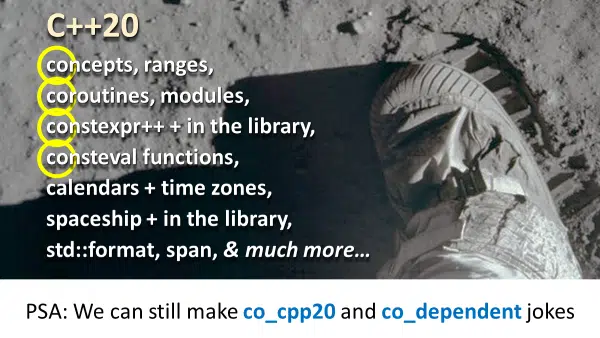 C++20
concepts, ranges,
coroutines, modules,
constexpr++ + in the library,
consteval functions,
calendars + time zones,
spaceship + in the library,
std::format, span, & much more…
PSA: We can still make co_cpp20 and co_dependent jokes